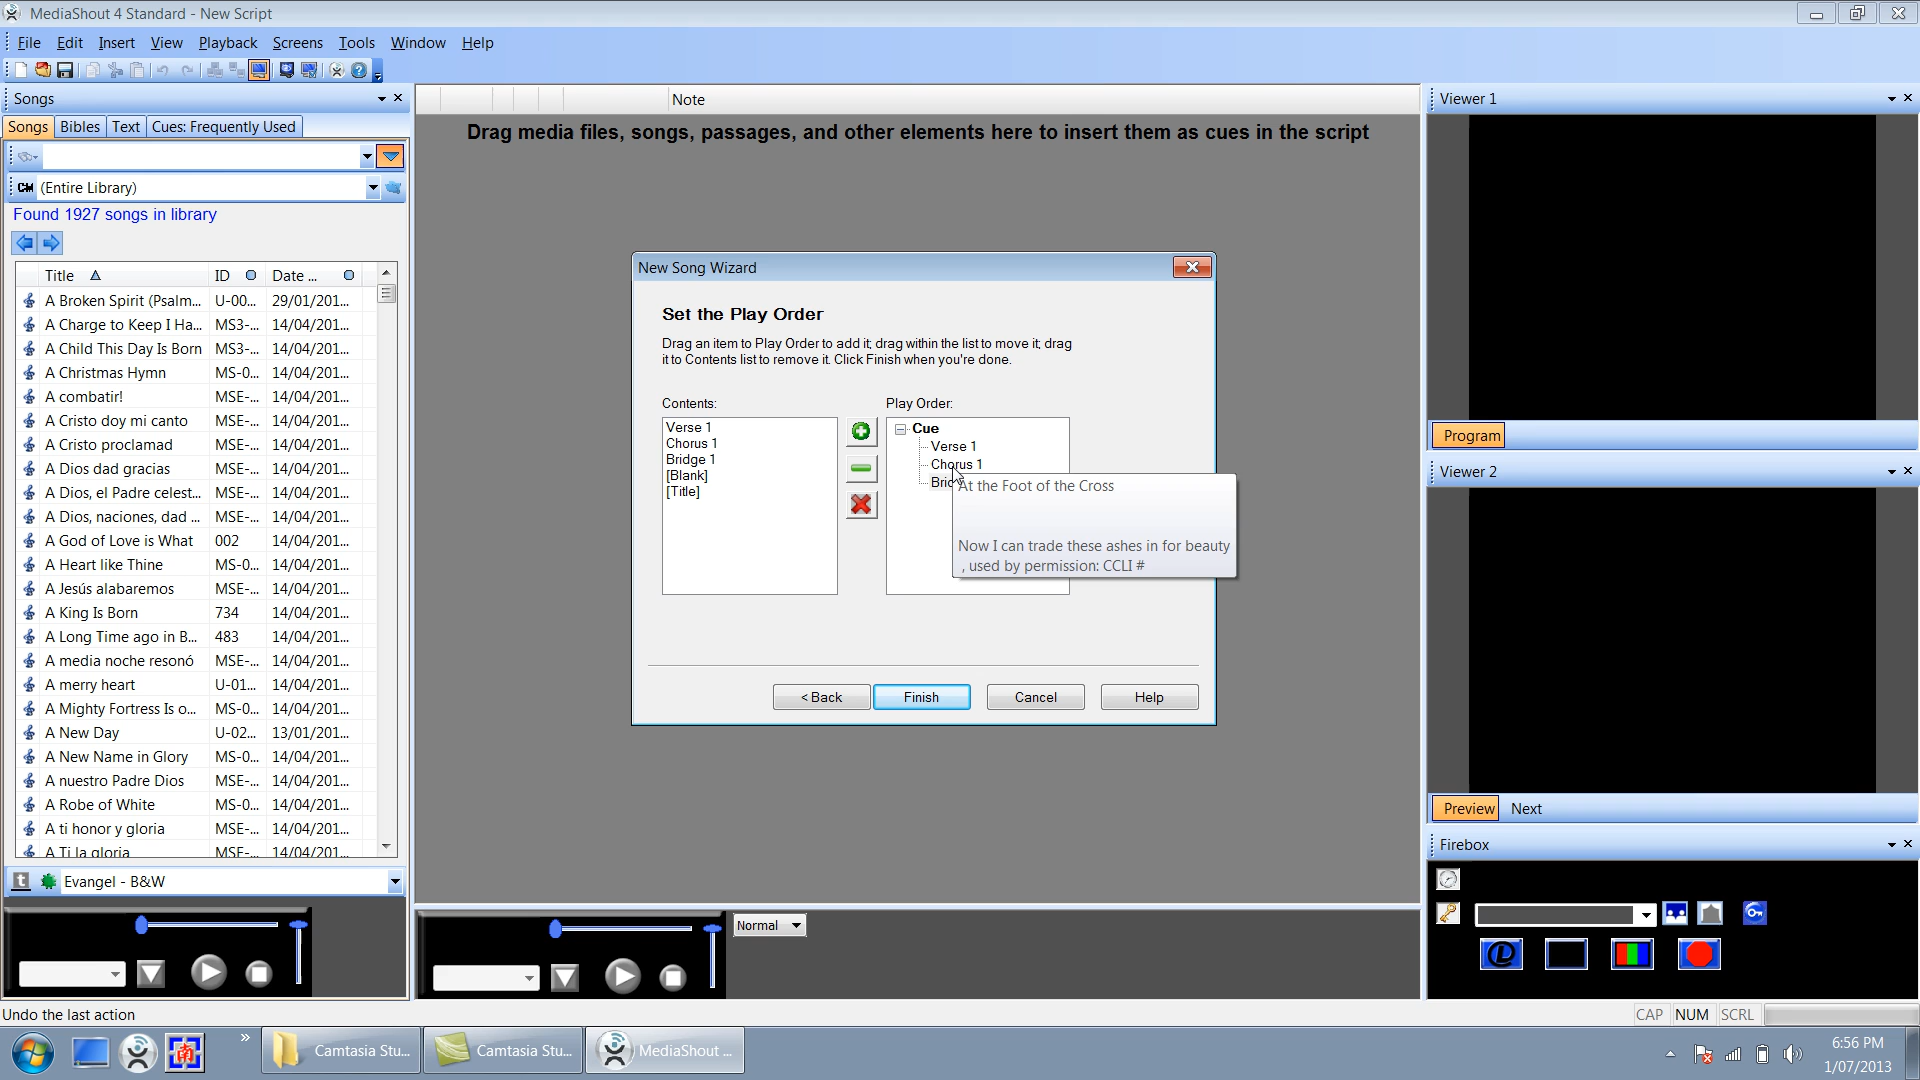 MediaShout 4 Standard - New Script
File Edit Insert View Playback Screens Tools Window Help
Songs
Songs Bibles Text Cues: Frequently Used
CW (Entire Library)
Found 1927 songs in library
Title ID Date ...
A Broken Spirit (Psalm... U-00... 29/01/201...
A Charge to Keep I Ha... MS3-... 14/04/201...
A Child This Day Is Born MS3-... 14/04/201...
A Christmas Hymn MS-0... 14/04/201...
A combatir! MSE-... 14/04/201...
A Cristo doy mi canto MSE-... 14/04/201...
A Cristo proclamad MSE-... 14/04/201...
A Dios dad gracias MSE-... 14/04/201...
A Dios, el Padre celest... MSE-... 14/04/201...
A Dios, naciones, dad ... MSE-... 14/04/201...
A God of Love is What 002 14/04/201...
A Heart like Thine MS-0... 14/04/201...
A Jesús alabaremos MSE-... 14/04/201...
A King Is Born 734 14/04/201...
A Long Time ago in B... 483 14/04/201...
A media noche resonó MSE-... 14/04/201...
A merry heart U-01... 14/04/201...
A Mighty Fortress Is o... MS-0... 14/04/201...
A New Day U-02... 13/01/201...
A New Name in Glory MS-0... 14/04/201...
A nuestro Padre Dios MSE-... 14/04/201...
A Robe of White MS-0... 14/04/201...
A ti honor y gloria MSE-... 14/04/201...
A Ti la gloria MSE-... 14/04/201...
t Evangel - B&W
Note
Drag media files, songs, passages, and other elements here to insert them as cues in the script
New Song Wizard
Set the Play Order
Drag an item to Play Order to add it; drag within the list to move it; drag
it to Contents list to remove it. Click Finish when you're done.
Contents:
Verse 1
Chorus 1
Bridge 1
[Blank]
[Title]
Play Order:
Cue
Verse 1
Chorus 1
At the Foot of the Cross
Now I can trade these ashes in for beauty
, used by permission: CCLI #
< Back Finish Cancel Help
Normal
Viewer 1
Program
Viewer 2
Preview Next
Firebox
Undo the last action
CAP NUM SCRL
» Camtasia Stu... Camtasia Stu... MediaShout ...
南
6:56 PM
1/07/2013